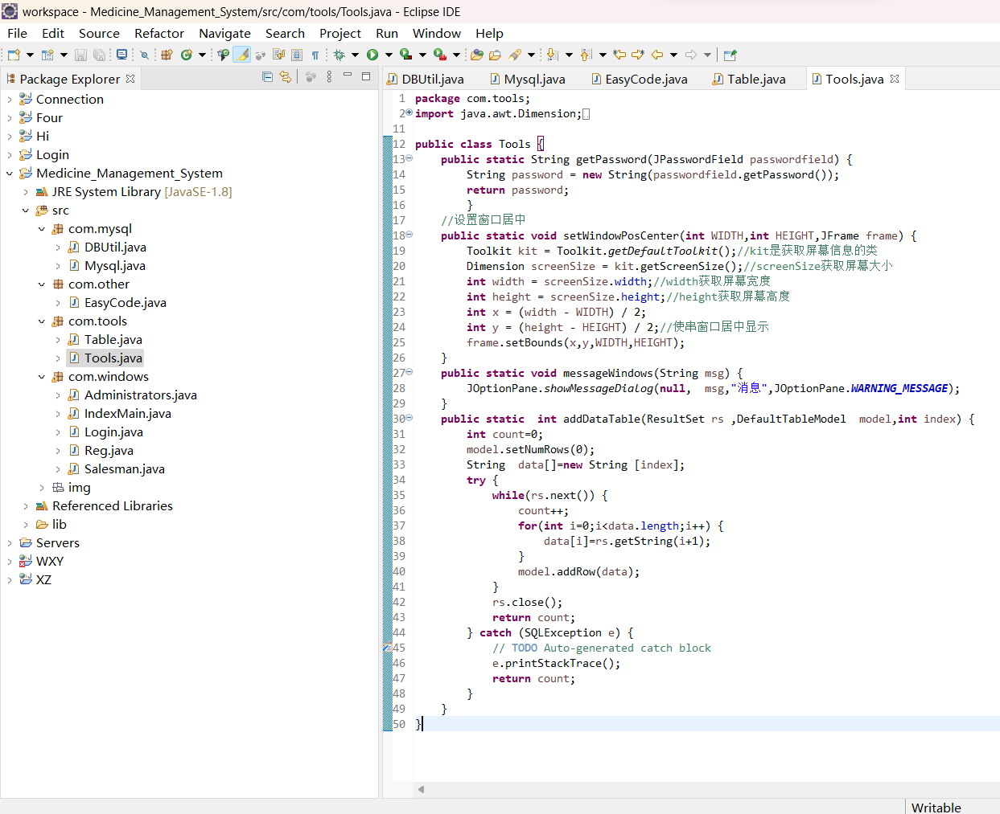 workspace - Medicine_Management_System/src/com/tools/Tools.java - Eclipse IDE
File Edit Source Refactor Navigate Search Project Run Window Help
Package Explorer
Connection
Four
Hi
Login
Medicine_Management_System
JRE System Library [JavaSE-1.8]
src
com.mysql
DBUtil.java
Mysql.java
com.other
EasyCode.java
com.tools
Table.java
Tools.java
com.windows
Administrators.java
IndexMain.java
Login.java
Reg.java
Salesman.java
img
Referenced Libraries
lib
Servers
WXY
XZ
DBUtil.java Mysql.java EasyCode.java Table.java Tools.java
1 package com.tools;
2 import java.awt.Dimension;
11
12 public class Tools {
13 public static String getPassword(JPasswordField passwordfield) {
14 String password = new String(passwordfield.getPassword());
15 return password;
16 }
17 //设置窗口居中
18 public static void setWindowPosCenter(int WIDTH,int HEIGHT,JFrame frame) {
19 Toolkit kit = Toolkit.getDefaultToolkit();//kit是获取屏幕信息的类
20 Dimension screenSize = kit.getScreenSize();//screenSize获取屏幕大小
21 int width = screenSize.width;//width获取屏幕宽度
22 int height = screenSize.height;//height获取屏幕高度
23 int x = (width - WIDTH) / 2;
24 int y = (height - HEIGHT) / 2;//使串窗口居中显示
25 frame.setBounds(x,y,WIDTH,HEIGHT);
26 }
27 public static void messageWindows(String msg) {
28 JOptionPane.showMessageDialog(null,  msg,"消息",JOptionPane.WARNING_MESSAGE);
29 }
30 public static  int addDataTable(ResultSet rs ,DefaultTableModel  model,int index) {
31 int count=0;
32 model.setNumRows(0);
33 String  data[]=new String [index];
34 try {
35 while(rs.next()) {
36 count++;
37 for(int i=0;i<data.length;i++) {
38 data[i]=rs.getString(i+1);
39 }
40 model.addRow(data);
41 }
42 rs.close();
43 return count;
44 } catch (SQLException e) {
45 // TODO Auto-generated catch block
46 e.printStackTrace();
47 return count;
48 }
49 }
50 }
Writable